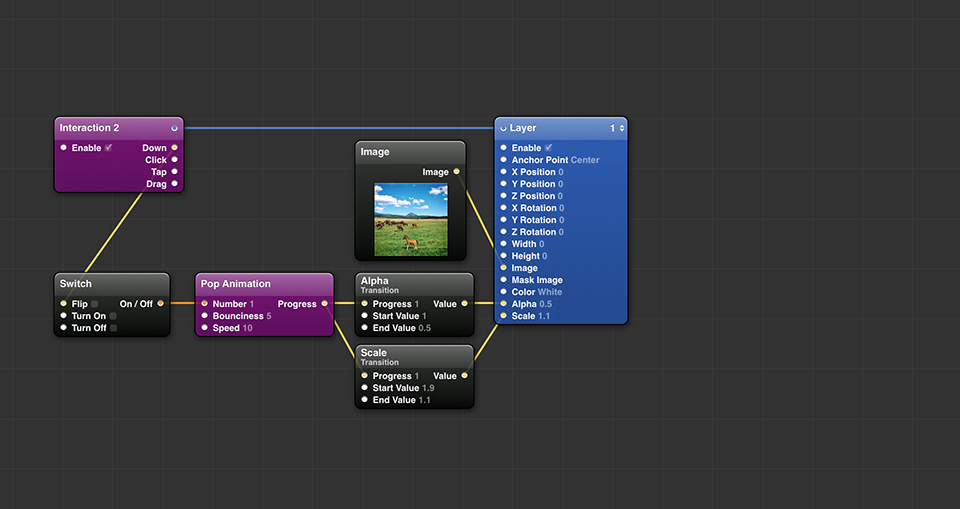 Interaction 2
Enable
Down
Click
Tap
Drag
Image
Image
Layer 1
Enable
Anchor Point Center
X Position 0
Y Position 0
Z Position 0
X Rotation 0
Y Rotation 0
Z Rotation 0
Width 0
Height 0
Image
Mask Image
Color White
Alpha 0.5
Scale 1.1
Switch
Flip On / Off
Turn On
Turn Off
Pop Animation
Number 1 Progress
Bounciness 5
Speed 10
Alpha
Transition
Progress 1 Value
Start Value 1
End Value 0.5
Scale
Transition
Progress 1 Value
Start Value 1.9
End Value 1.1